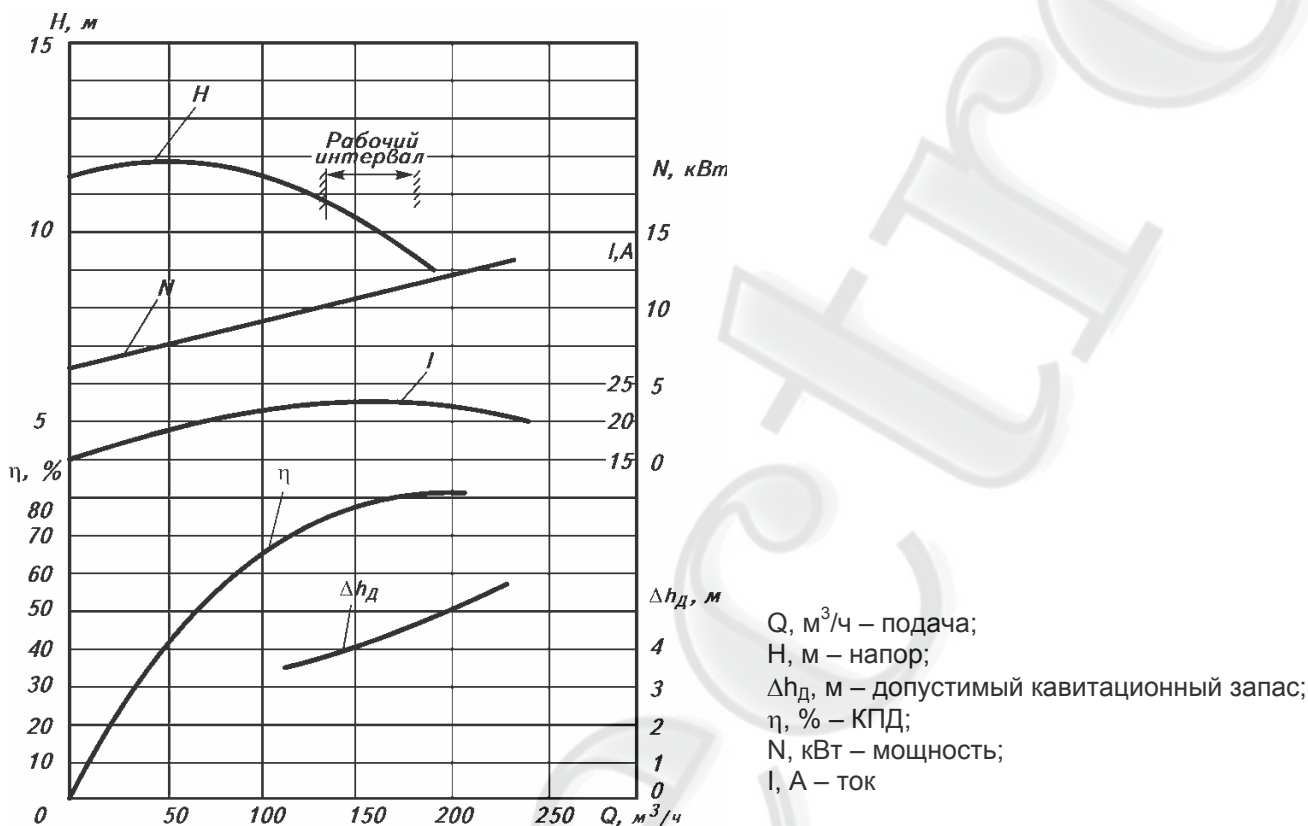 H, м
15
H
Рабочий
интервал
N, кВт
10
15
I, А
N
10
I
25
5
5
20
15
0
η, %
η
80
70
60
Δhд
Δhд, м
50
40
4
30
3
20
2
10
1
0
0
50
100
150
200
250
Q, м³/ч
Q, м³/ч – подача;
H, м – напор;
Δhд, м – допустимый кавитационный запас;
η, % – КПД;
N, кВт – мощность;
I, А – ток